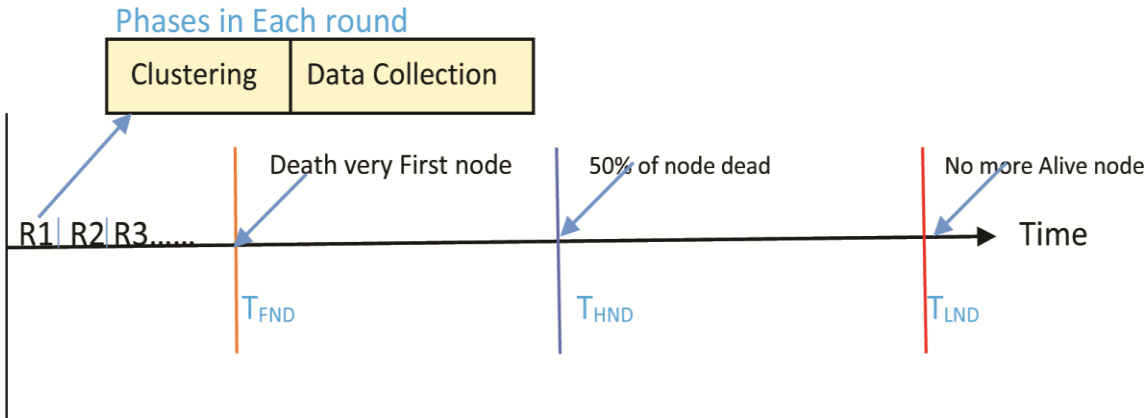 Phases in Each round
Clustering Data Collection
Death very First node 50% of node dead No more Alive node
R1 R2 R3...... Time
TFND THND TLND